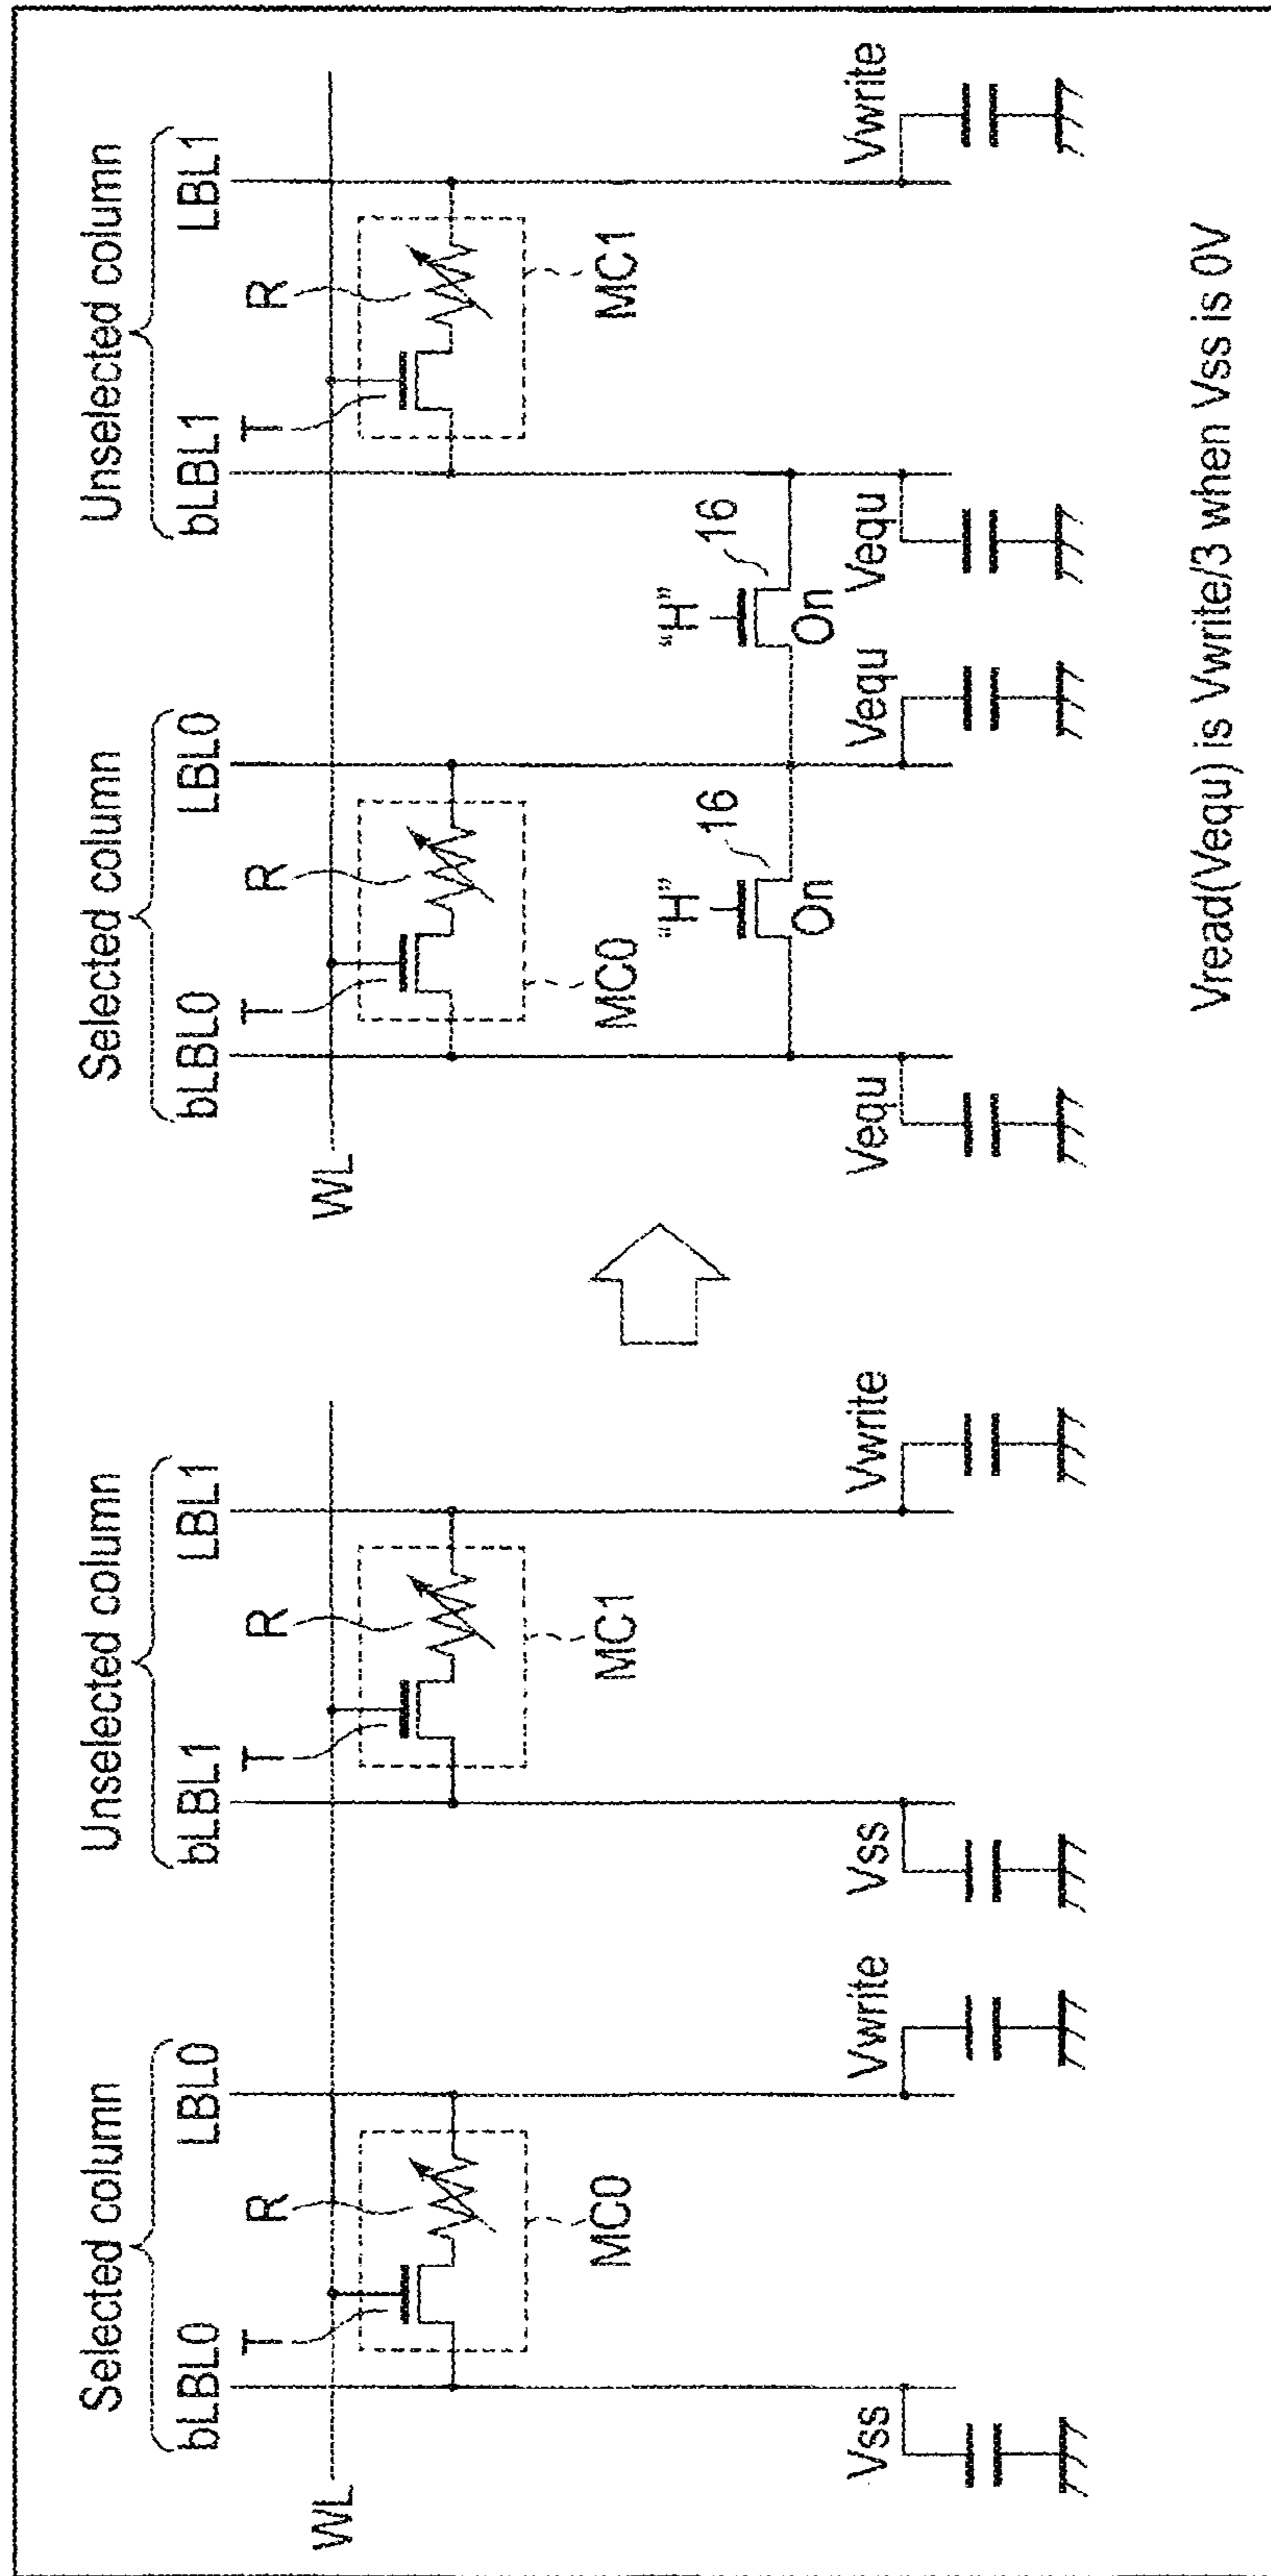 Selected column
Unselected column
bLBL0
LBL0
bLBL1
LBL1
T
R
T
R
WL
MC0
MC1
Vss
Vwrite
Vss
Vwrite
Selected column
Unselected column
bLBL0
LBL0
bLBL1
LBL1
T
R
T
R
WL
MC0
MC1
“H”
16
“H”
16
On
On
Vequ
Vequ
Vequ
Vwrite
Vread(Vequ) is Vwrite/3 when Vss is 0V